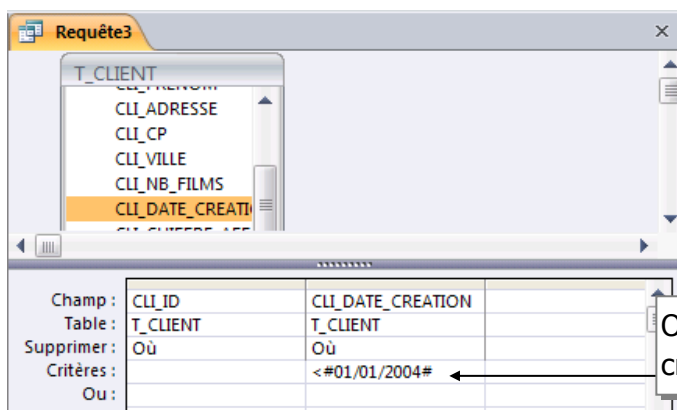 Requête3
T_CLIENT
CLI_PRENOM
CLI_ADRESSE
CLI_CP
CLI_VILLE
CLI_NB_FILMS
CLI_DATE_CREATI
Champ : CLI_ID CLI_DATE_CREATION
Table : T_CLIENT T_CLIENT
Supprimer : Où Où
Critères : <#01/01/2004#
Ou :